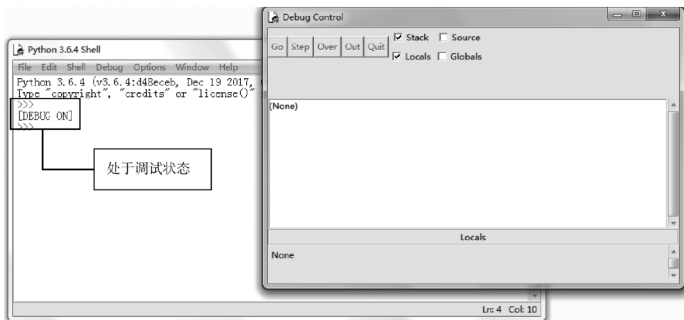 Python 3.6.4 Shell
File Edit Shell Debug Options Window Help
Python 3.6.4 (v3.6.4:d48eceb, Dec 19 2017,
Type "copyright", "credits" or "license()"
>>>
[DEBUG ON]
>>>
处于调试状态
Ln: 4 Col: 10
Debug Control
Go Step Over Out Quit
Stack Source
Locals Globals
(None)
Locals
None